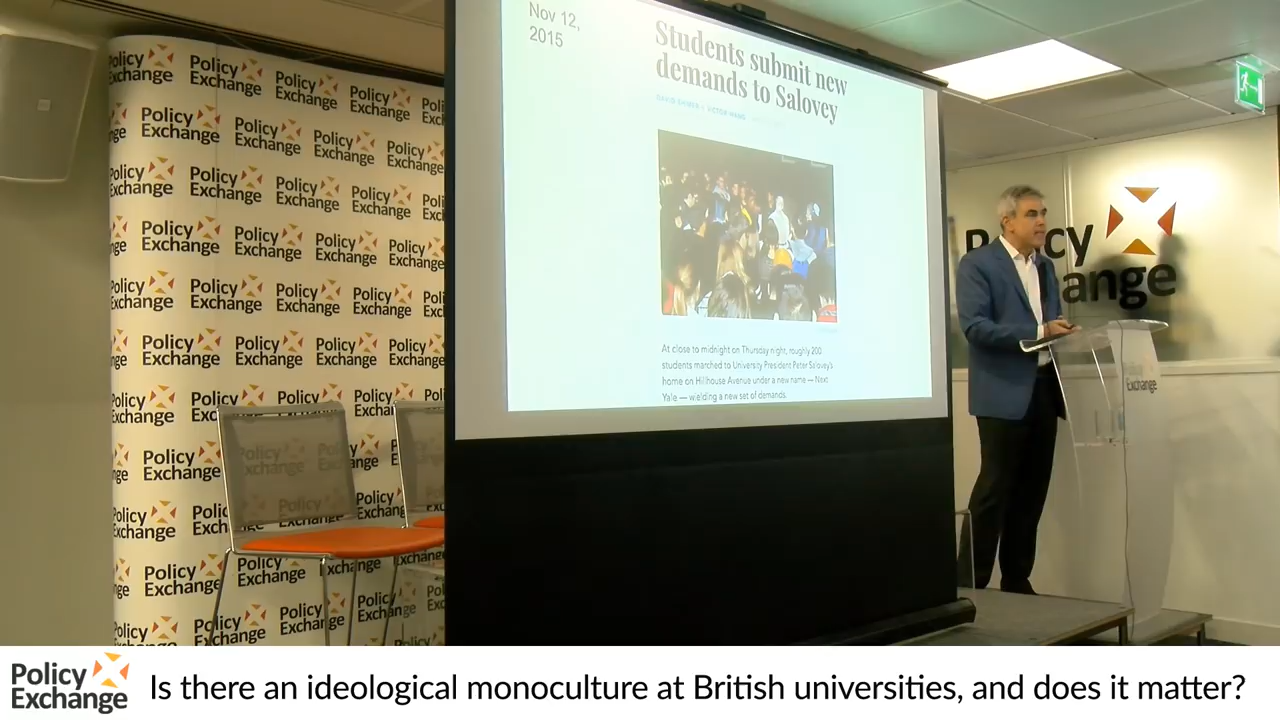 Nov 12,
2015
Students submit new
demands to Salovey
At close to midnight on Thursday night, roughly 200
students marched to University President Peter Salovey's
home on Hillhouse Avenue under a new name — Next
Yale — wielding a new set of demands.
Policy
Exchange
Policy
Exchange
Policy
Exchange
Policy
Exchange
Is there an ideological monoculture at British universities, and does it matter?